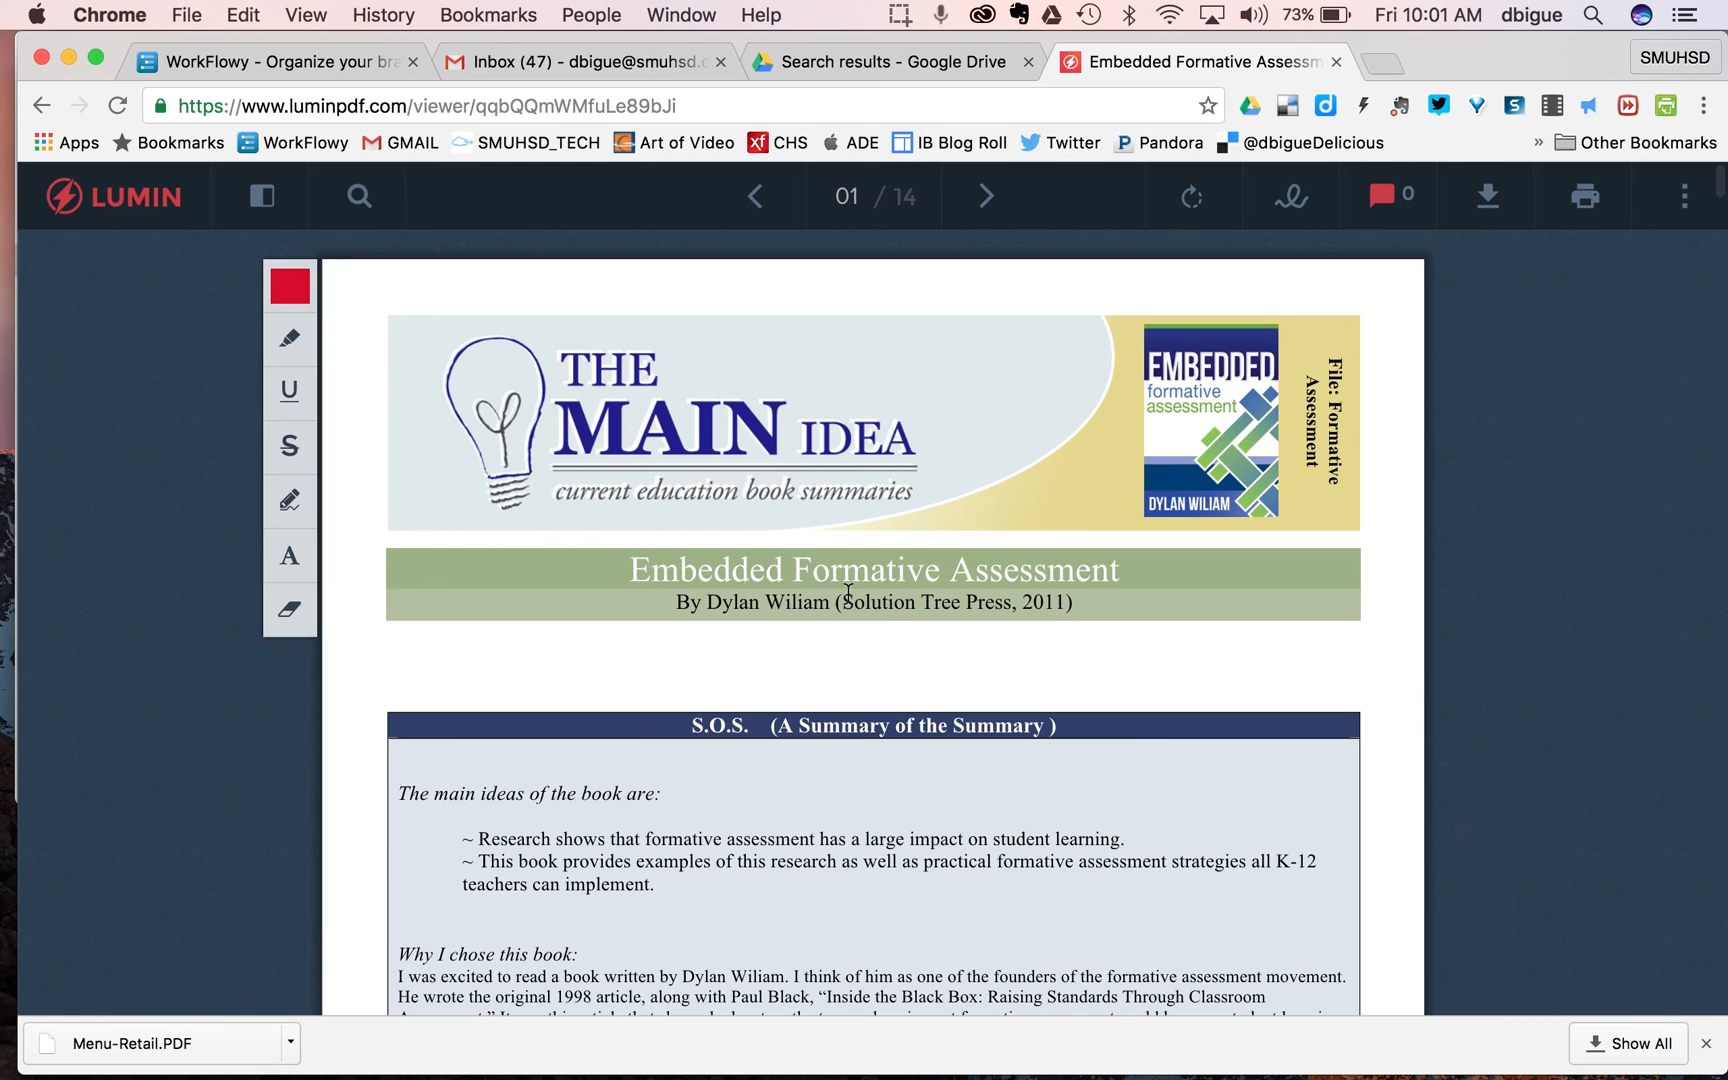 Chrome File Edit View History Bookmarks People Window Help 73% Fri 10:01 AM dbigue
WorkFlowy - Organize your bra
Inbox (47) - dbigue@smuhsd.c
Search results - Google Drive
Embedded Formative Assessm
SMUHSD
https://www.luminpdf.com/viewer/qqbQQmWMfuLe89bJi
Apps Bookmarks WorkFlowy GMAIL SMUHSD_TECH Art of Video CHS ADE IB Blog Roll Twitter Pandora @dbigueDelicious » Other Bookmarks
LUMIN 01 / 14 0
U
S
A
THE
MAIN IDEA
current education book summaries
EMBEDDED
formative
assessment
DYLAN WILIAM
File: Formative
Assessment
Embedded Formative Assessment
By Dylan Wiliam (Solution Tree Press, 2011)
S.O.S. (A Summary of the Summary )
The main ideas of the book are:
~ Research shows that formative assessment has a large impact on student learning.
~ This book provides examples of this research as well as practical formative assessment strategies all K-12
teachers can implement.
Why I chose this book:
I was excited to read a book written by Dylan Wiliam. I think of him as one of the founders of the formative assessment movement.
He wrote the original 1998 article, along with Paul Black, “Inside the Black Box: Raising Standards Through Classroom
Menu-Retail.PDF
Show All